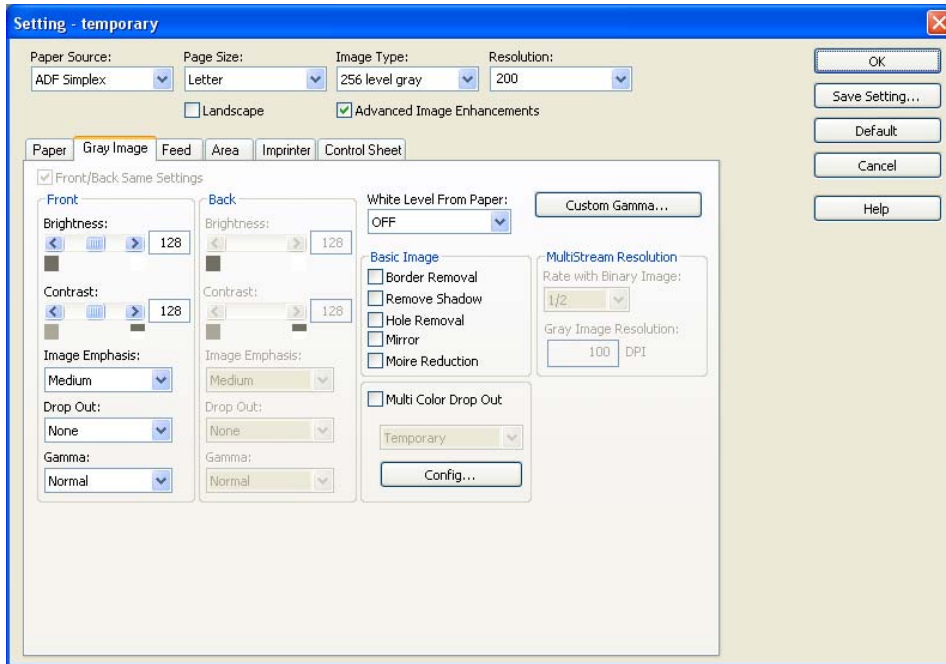 Setting - temporary
Paper Source: Page Size: Image Type: Resolution:
ADF Simplex Letter 256 level gray 200
Landscape Advanced Image Enhancements
OK
Save Setting...
Default
Cancel
Help
Paper Gray Image Feed Area Imprinter Control Sheet
Front/Back Same Settings
Front
Brightness:
128
Contrast:
128
Image Emphasis:
Medium
Drop Out:
None
Gamma:
Normal
Back
Brightness:
128
Contrast:
128
Image Emphasis:
Medium
Drop Out:
None
Gamma:
Normal
White Level From Paper:
OFF
Custom Gamma...
Basic Image
Border Removal
Remove Shadow
Hole Removal
Mirror
Moire Reduction
Multi Color Drop Out
Temporary
Config...
MultiStream Resolution
Rate with Binary Image:
1/2
Gray Image Resolution:
100 DPI